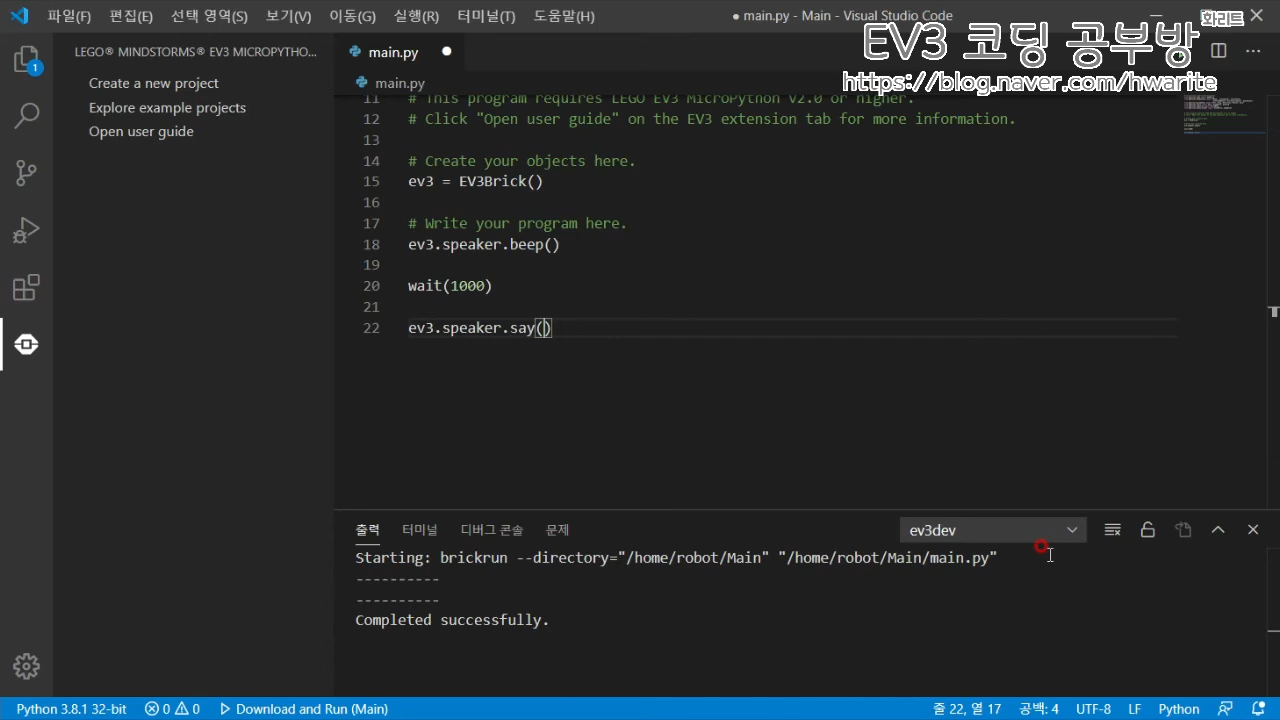 파일(F) 편집(E) 선택 영역(S) 보기(V) 이동(G) 실행(R) 터미널(T) 도움말(H) ● main.py - Main - Visual Studio Code
화리트
EV3 코딩 공부방
https://blog.naver.com/hwarite
LEGO® MINDSTORMS® EV3 MICROPYTHO...
Create a new project
Explore example projects
Open user guide
1
main.py
main.py
11 # This program requires LEGO EV3 MicroPython v2.0 or higher.
12 # Click "Open user guide" on the EV3 extension tab for more information.
13
14 # Create your objects here.
15 ev3 = EV3Brick()
16
17 # Write your program here.
18 ev3.speaker.beep()
19
20 wait(1000)
21
22 ev3.speaker.say()
출력 터미널 디버그 콘솔 문제 ev3dev
Starting: brickrun --directory="/home/robot/Main" "/home/robot/Main/main.py"
----------
----------
Completed successfully.
Python 3.8.1 32-bit 0 0 Download and Run (Main) 줄 22, 열 17 공백: 4 UTF-8 LF Python